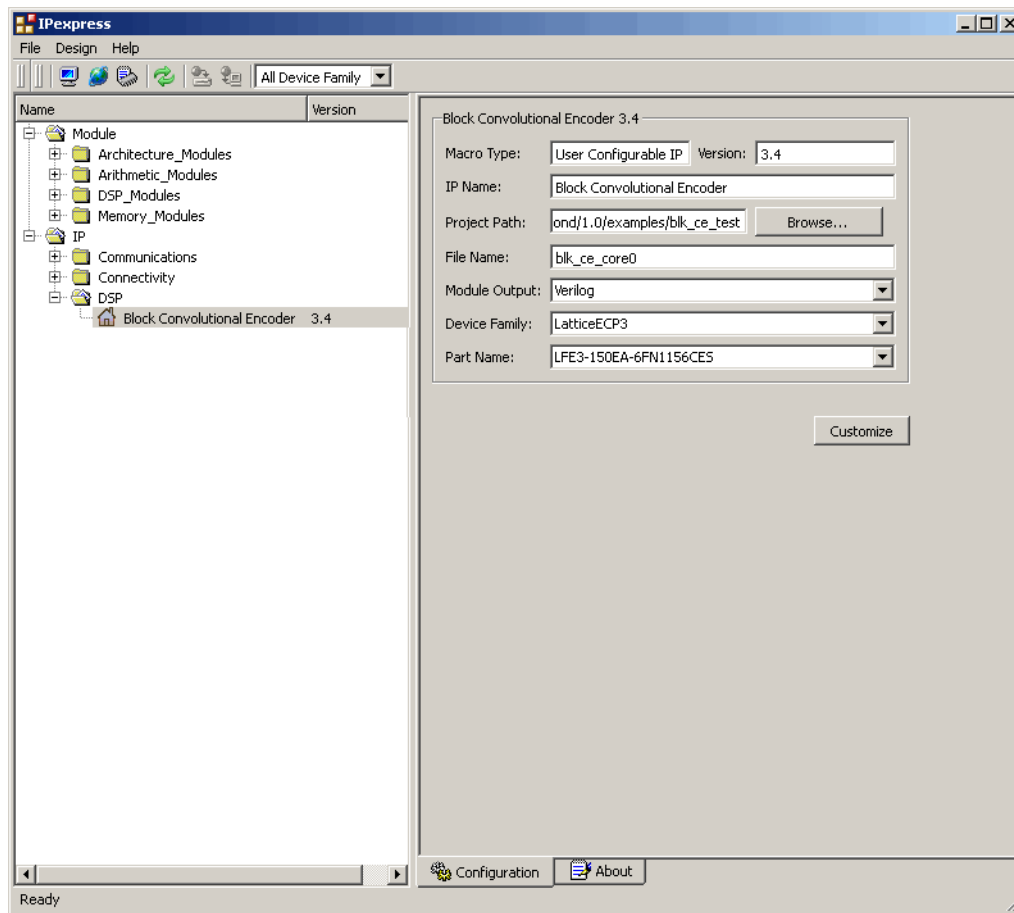 IPexpress
File Design Help
All Device Family
Name Version
Module
Architecture_Modules
Arithmetic_Modules
DSP_Modules
Memory_Modules
IP
Communications
Connectivity
DSP
Block Convolutional Encoder 3.4
Block Convolutional Encoder 3.4
Macro Type: User Configurable IP Version: 3.4
IP Name: Block Convolutional Encoder
Project Path: ond/1.0/examples/blk_ce_test Browse...
File Name: blk_ce_core0
Module Output: Verilog
Device Family: LatticeECP3
Part Name: LFE3-150EA-6FN1156CES
Customize
Configuration About
Ready